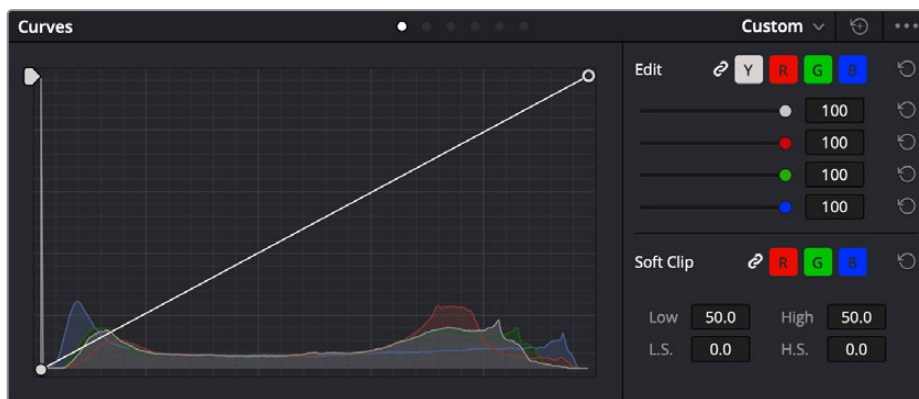 Curves Custom
Edit Y R G B
100
100
100
100
Soft Clip R G B
Low 50.0 High 50.0
L.S. 0.0 H.S. 0.0